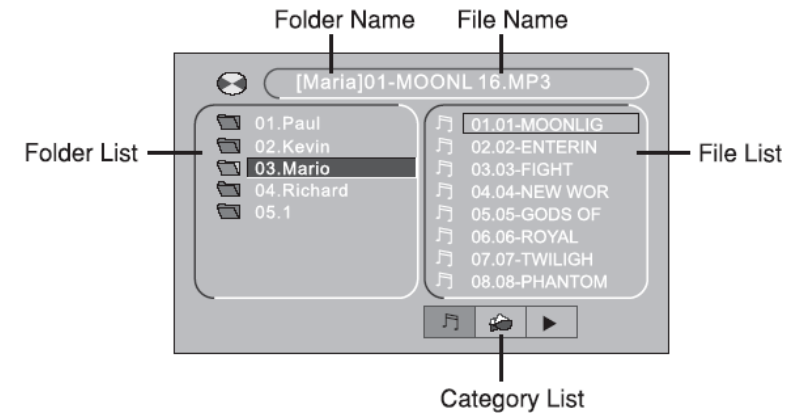 Folder Name
File Name
[Maria]01-MOONL 16.MP3
Folder List
01.Paul
02.Kevin
03.Mario
04.Richard
05.1
01.01-MOONLIG
02.02-ENTERIN
03.03-FIGHT
04.04-NEW WOR
05.05-GODS OF
06.06-ROYAL
07.07-TWILIGH
08.08-PHANTOM
File List
Category List